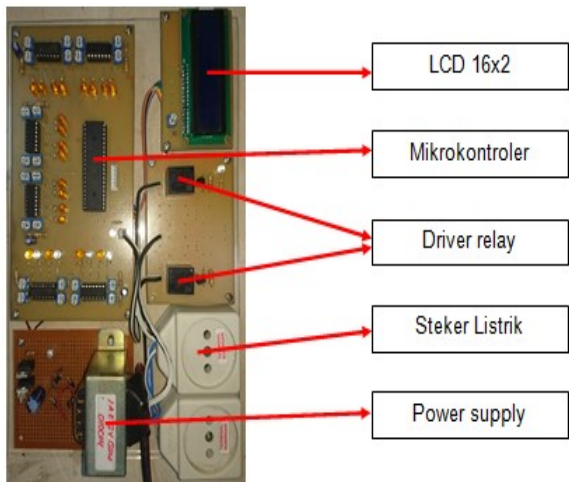 LCD 16x2
Mikrokontroler
Driver relay
Steker Listrik
Power supply